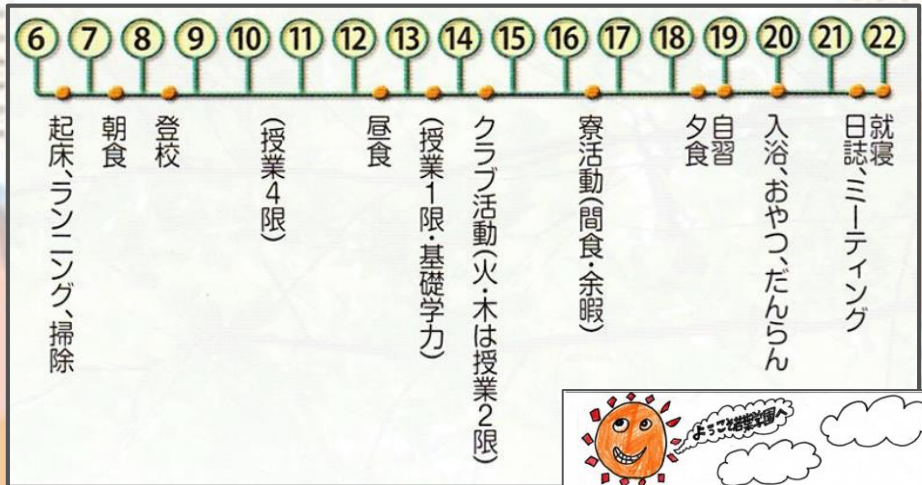 6 7 8 9 10 11 12 13 14 15 16 17 18 19 20 21 22
起床、ランニング、掃除
朝食
登校
(授業4限)
昼食
(授業1限・基礎学力)
クラブ活動(火・木は授業2限)
寮活動(間食・余暇)
夕食
自習
入浴、おやつ、だんらん
日誌、ミーティング
就寝
ようこそ若葉学園へ